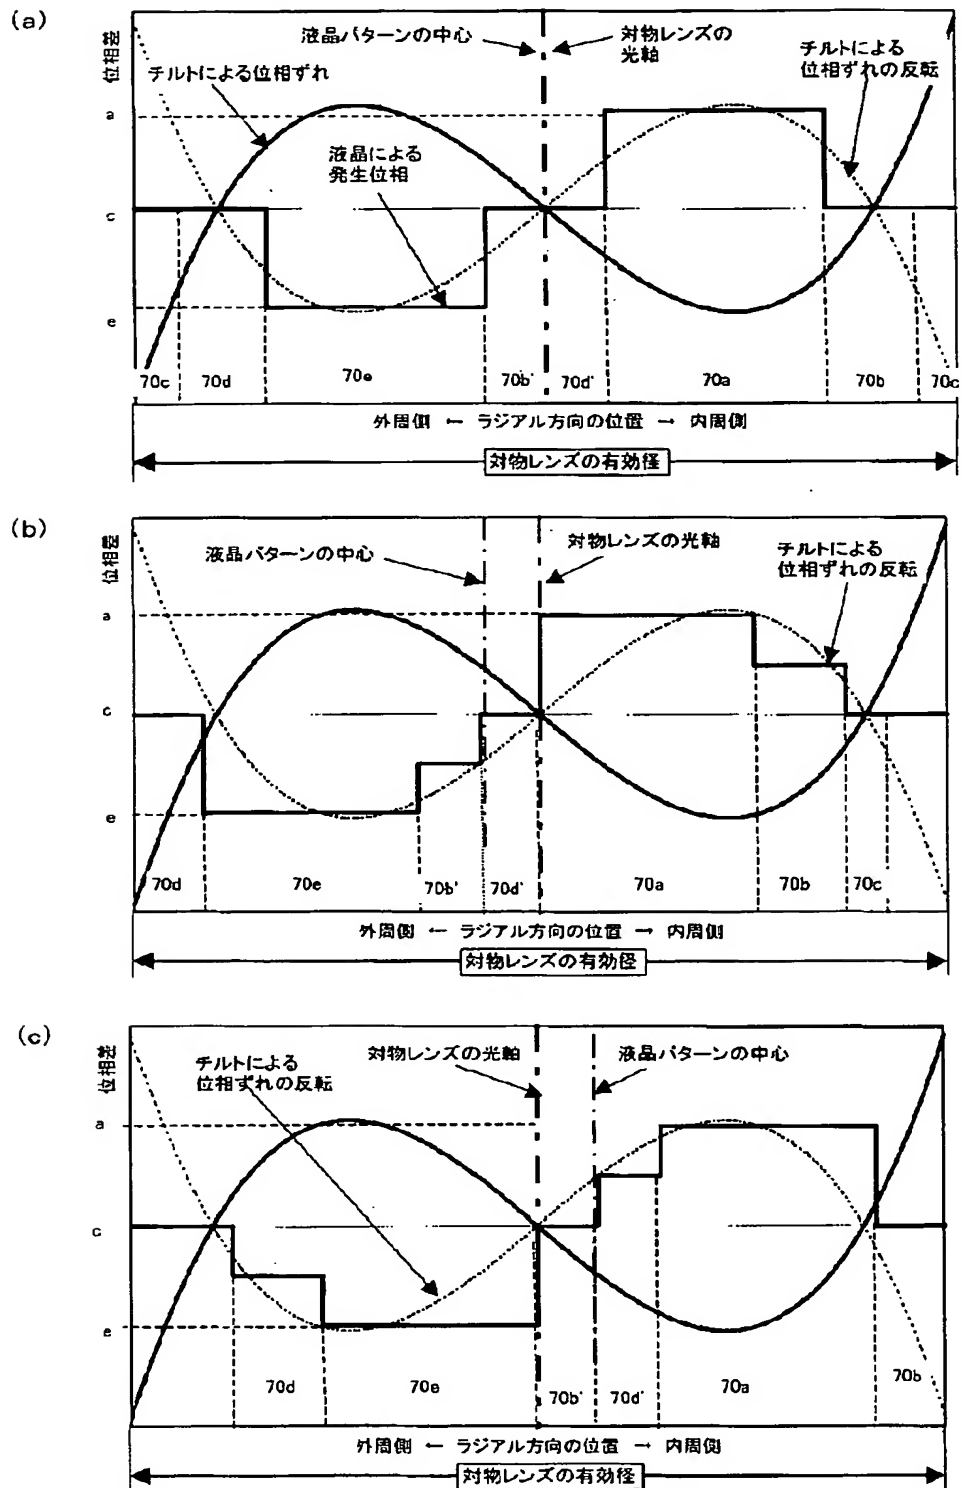 (a)
位相差
液晶パターンの中心
対物レンズの
光軸
チルトによる
位相ずれの反転
チルトによる位相ずれ
a
液晶による
発生位相
c
e
70c
70d
70e
70b'
70d'
70a
70b
70c
外周側 ← ラジアル方向の位置 → 内周側
対物レンズの有効径
(b)
位相差
液晶パターンの中心
対物レンズの光軸
チルトによる
位相ずれの反転
a
c
e
70d
70e
70b'
70d'
70a
70b
70c
外周側 ← ラジアル方向の位置 → 内周側
対物レンズの有効径
(c)
位相差
チルトによる
位相ずれの反転
対物レンズの光軸
液晶パターンの中心
a
c
e
70d
70e
70b'
70d'
70a
70b
外周側 ← ラジアル方向の位置 → 内周側
対物レンズの有効径